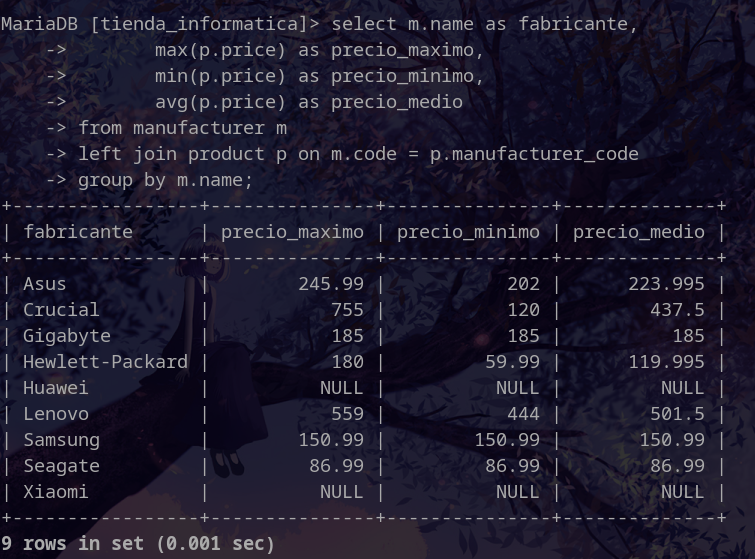 MariaDB [tienda_informatica]> select m.name as fabricante,
    ->        max(p.price) as precio_maximo,
    ->        min(p.price) as precio_minimo,
    ->        avg(p.price) as precio_medio
    -> from manufacturer m
    -> left join product p on m.code = p.manufacturer_code
    -> group by m.name;
+-----------------+---------------+---------------+--------------+
| fabricante      | precio_maximo | precio_minimo | precio_medio |
+-----------------+---------------+---------------+--------------+
| Asus            |        245.99 |           202 |      223.995 |
| Crucial         |           755 |           120 |        437.5 |
| Gigabyte        |           185 |           185 |          185 |
| Hewlett-Packard |           180 |         59.99 |      119.995 |
| Huawei          |          NULL |          NULL |         NULL |
| Lenovo          |           559 |           444 |        501.5 |
| Samsung         |        150.99 |        150.99 |       150.99 |
| Seagate         |         86.99 |         86.99 |        86.99 |
| Xiaomi          |          NULL |          NULL |         NULL |
+-----------------+---------------+---------------+--------------+
9 rows in set (0.001 sec)